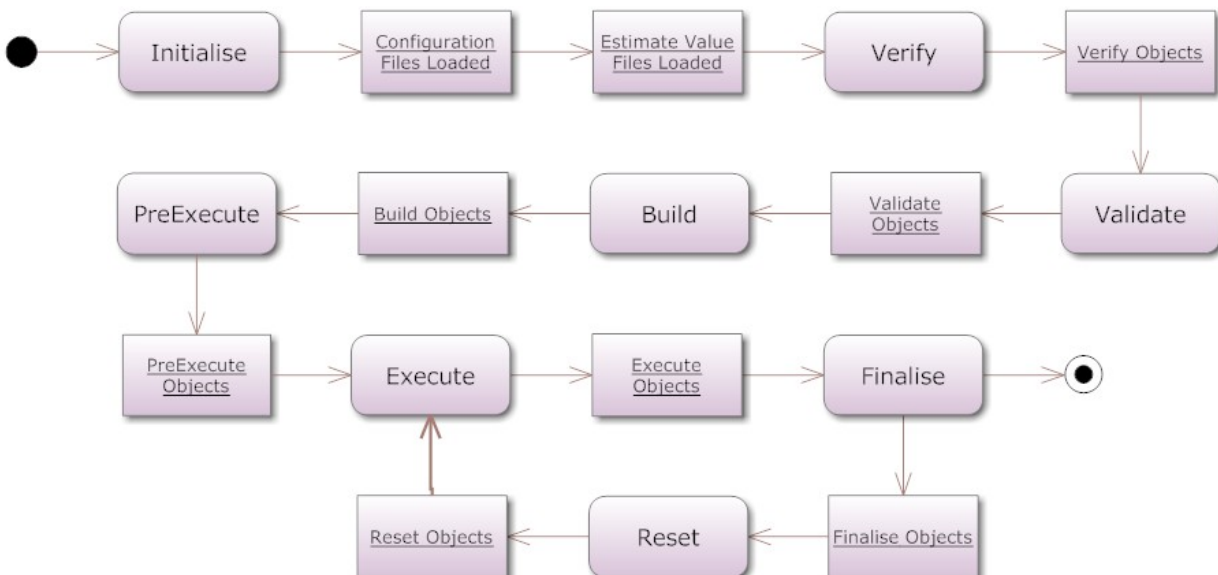 Initialise
Configuration
Files Loaded
Estimate Value
Files Loaded
Verify
Verify Objects
PreExecute
Build Objects
Build
Validate
Objects
Validate
PreExecute
Objects
Execute
Execute
Objects
Finalise
Reset Objects
Reset
Finalise Objects